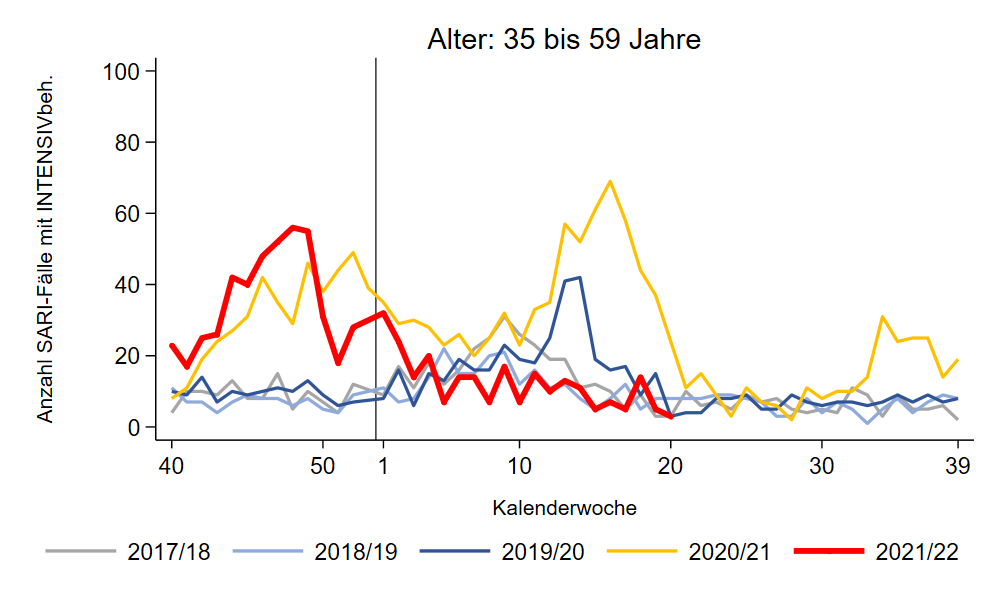 Alter: 35 bis 59 Jahre
Anzahl SARI-Fälle mit INTENSIVbeh.
100
80
60
40
20
0
40 50 1 10 20 30 39
Kalenderwoche
2017/18 2018/19 2019/20 2020/21 2021/22